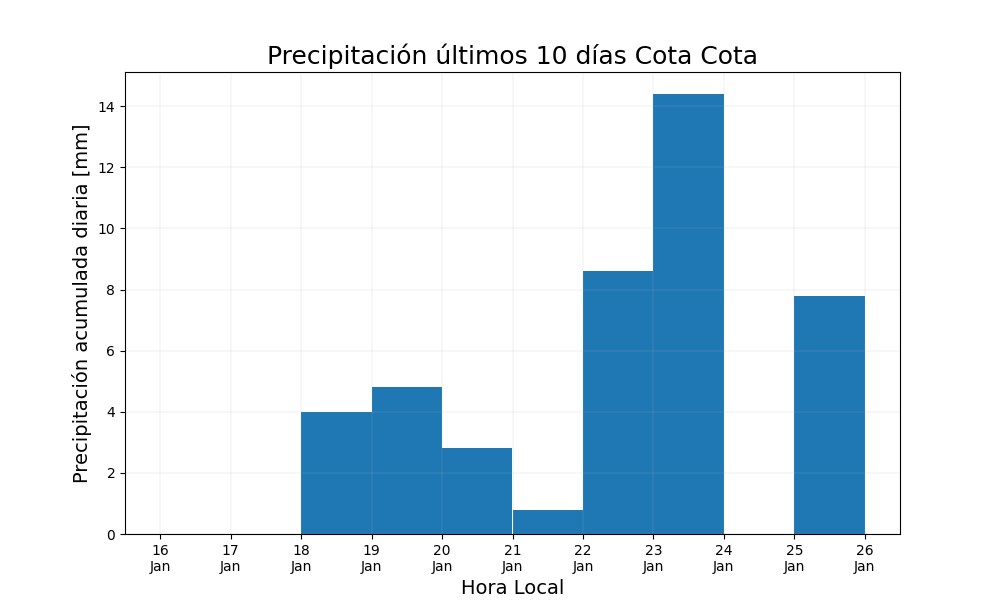 Precipitación últimos 10 días Cota Cota
Precipitación acumulada diaria [mm]
14
12
10
8
6
4
2
0
16 17 18 19 20 21 22 23 24 25 26
Jan Jan Jan Jan Jan Jan Jan Jan Jan Jan Jan
Hora Local